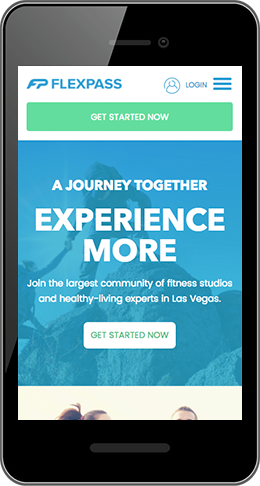 FP FLEXPASS
LOGIN
GET STARTED NOW
A JOURNEY TOGETHER
EXPERIENCE
MORE
Join the largest community of fitness studios
and healthy-living experts in Las Vegas.
GET STARTED NOW